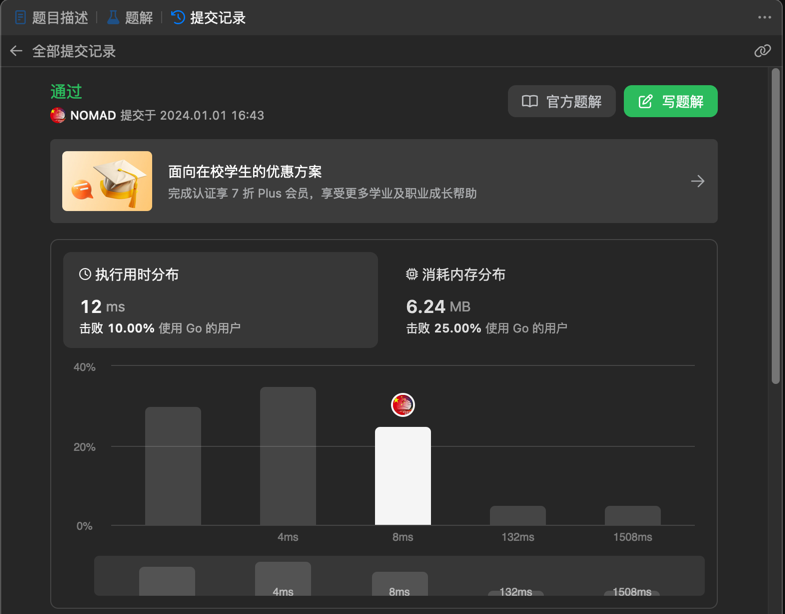 题目描述 题解 提交记录
全部提交记录
通过
NOMAD 提交于 2024.01.01 16:43
官方题解
写题解
面向在校学生的优惠方案
完成认证享 7 折 Plus 会员，享受更多学业及职业成长帮助
执行用时分布
12 ms
击败 10.00% 使用 Go 的用户
消耗内存分布
6.24 MB
击败 25.00% 使用 Go 的用户
40%
20%
0%
4ms 8ms 132ms 1508ms
4ms 8ms 132ms 1508ms